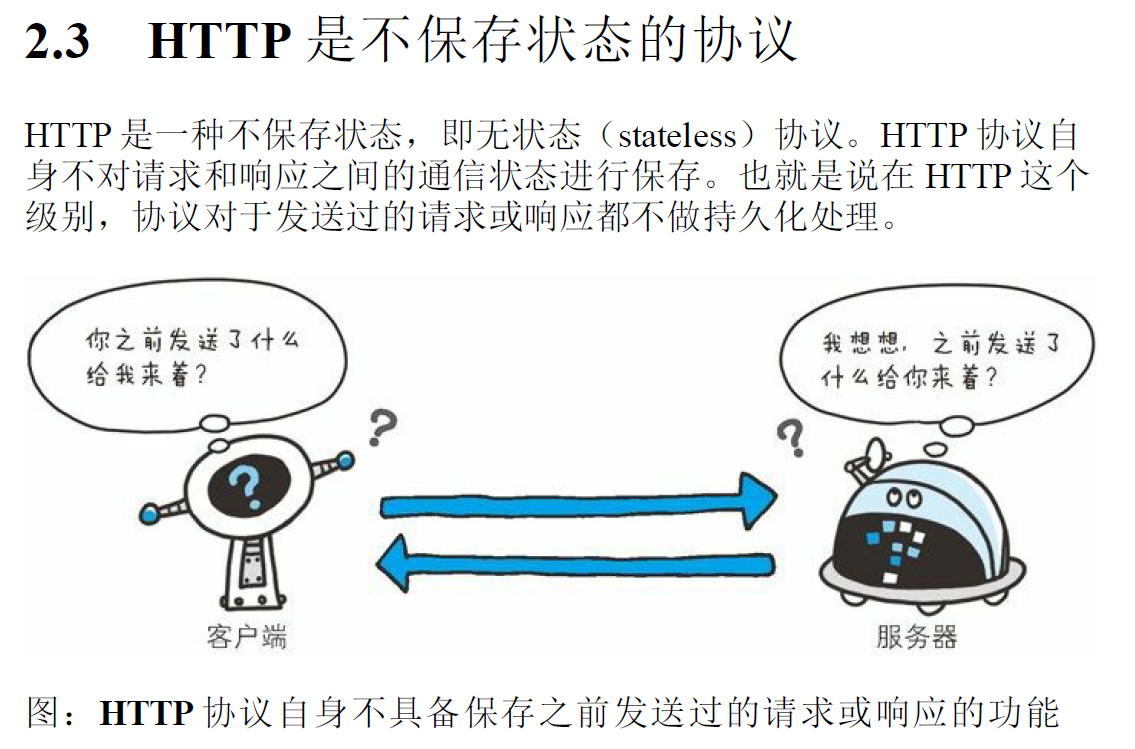 2.3 HTTP 是不保存状态的协议
HTTP 是一种不保存状态，即无状态（stateless）协议。HTTP 协议自
身不对请求和响应之间的通信状态进行保存。也就是说在 HTTP 这个
级别，协议对于发送过的请求或响应都不做持久化处理。
你之前发送了什么
给我来着？
我想想，之前发送了
什么给你来着？
?
?
?
客户端
服务器
图：HTTP 协议自身不具备保存之前发送过的请求或响应的功能